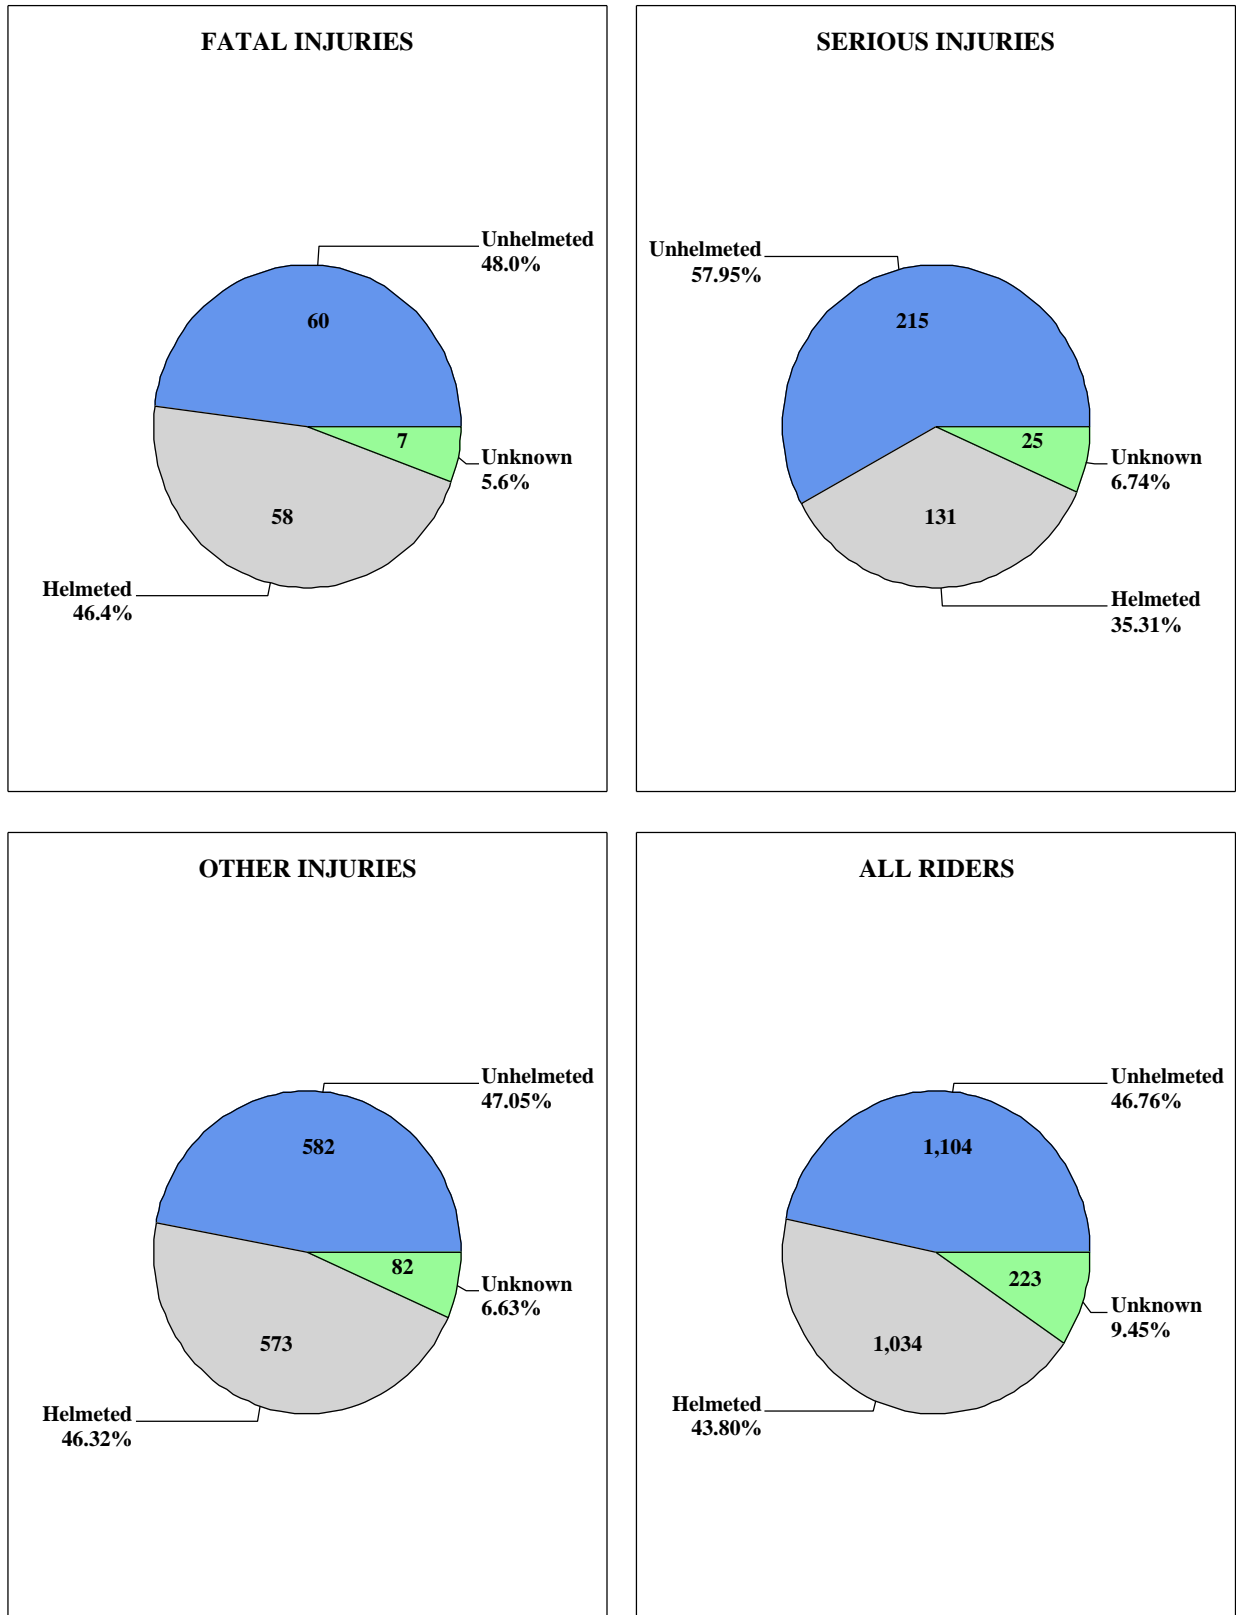 FATAL INJURIES
Unhelmeted
48.0%
60
7
Unknown
5.6%
58
Helmeted
46.4%
SERIOUS INJURIES
Unhelmeted
57.95%
215
25
Unknown
6.74%
131
Helmeted
35.31%
OTHER INJURIES
Unhelmeted
47.05%
582
82
Unknown
6.63%
573
Helmeted
46.32%
ALL RIDERS
Unhelmeted
46.76%
1,104
223
Unknown
9.45%
1,034
Helmeted
43.80%